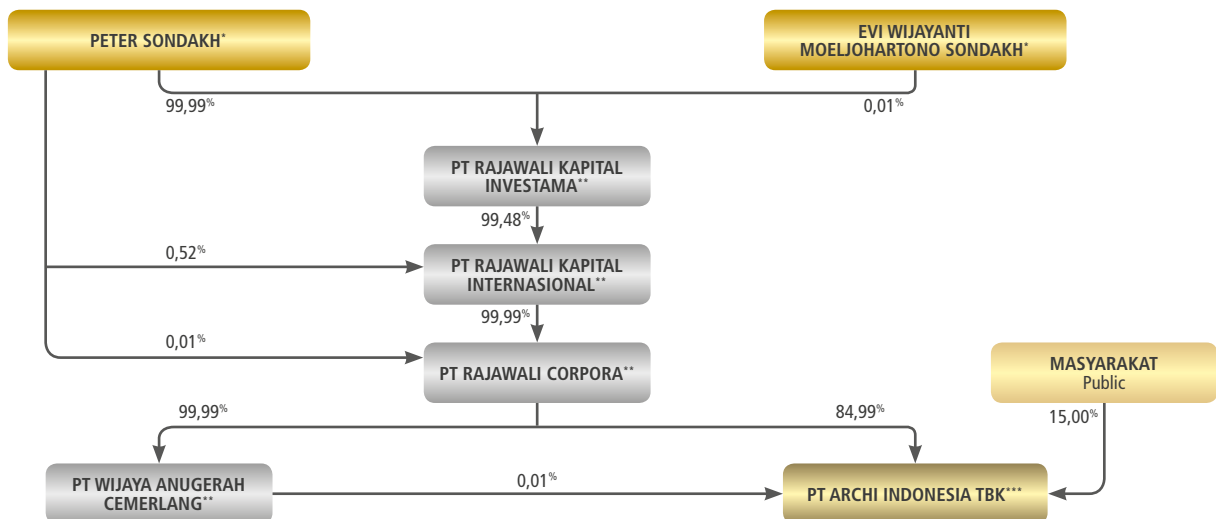 PETER SONDAKH*
EVI WIJAYANTI
MOELJOHARTONO SONDAKH*
99,99%
0,01%
PT RAJAWALI KAPITAL
INVESTAMA**
99,48%
0,52%
PT RAJAWALI KAPITAL
INTERNASIONAL**
99,99%
0,01%
PT RAJAWALI CORPORA**
MASYARAKAT
Public
99,99%
84,99%
15,00%
PT WIJAYA ANUGERAH
CEMERLANG**
0,01%
PT ARCHI INDONESIA TBK***